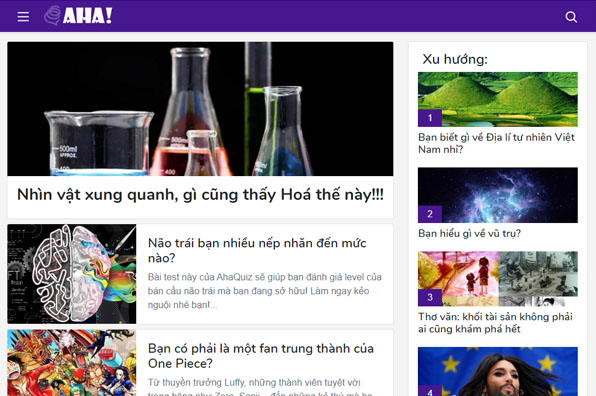 AHA!
Nhìn vật xung quanh, gì cũng thấy Hoá thế này!!!
Não trái bạn nhiều nếp nhăn đến mức
nào?
Bài test này của AhaQuiz sẽ giúp bạn đánh giá level của
bán cầu não trái mà bạn đang sở hữu! Làm ngay kẻo
nguội nhé bạn!...
Bạn có phải là một fan trung thành của
One Piece?
Từ thuyền trưởng Luffy, những thành viên tuyệt vời
Xu hướng:
1
Bạn biết gì về Địa lí tự nhiên Việt
Nam nhỉ?
2
Bạn hiểu gì về vũ trụ?
3
Thơ văn: khối tài sản không phải
ai cũng khám phá hết
4